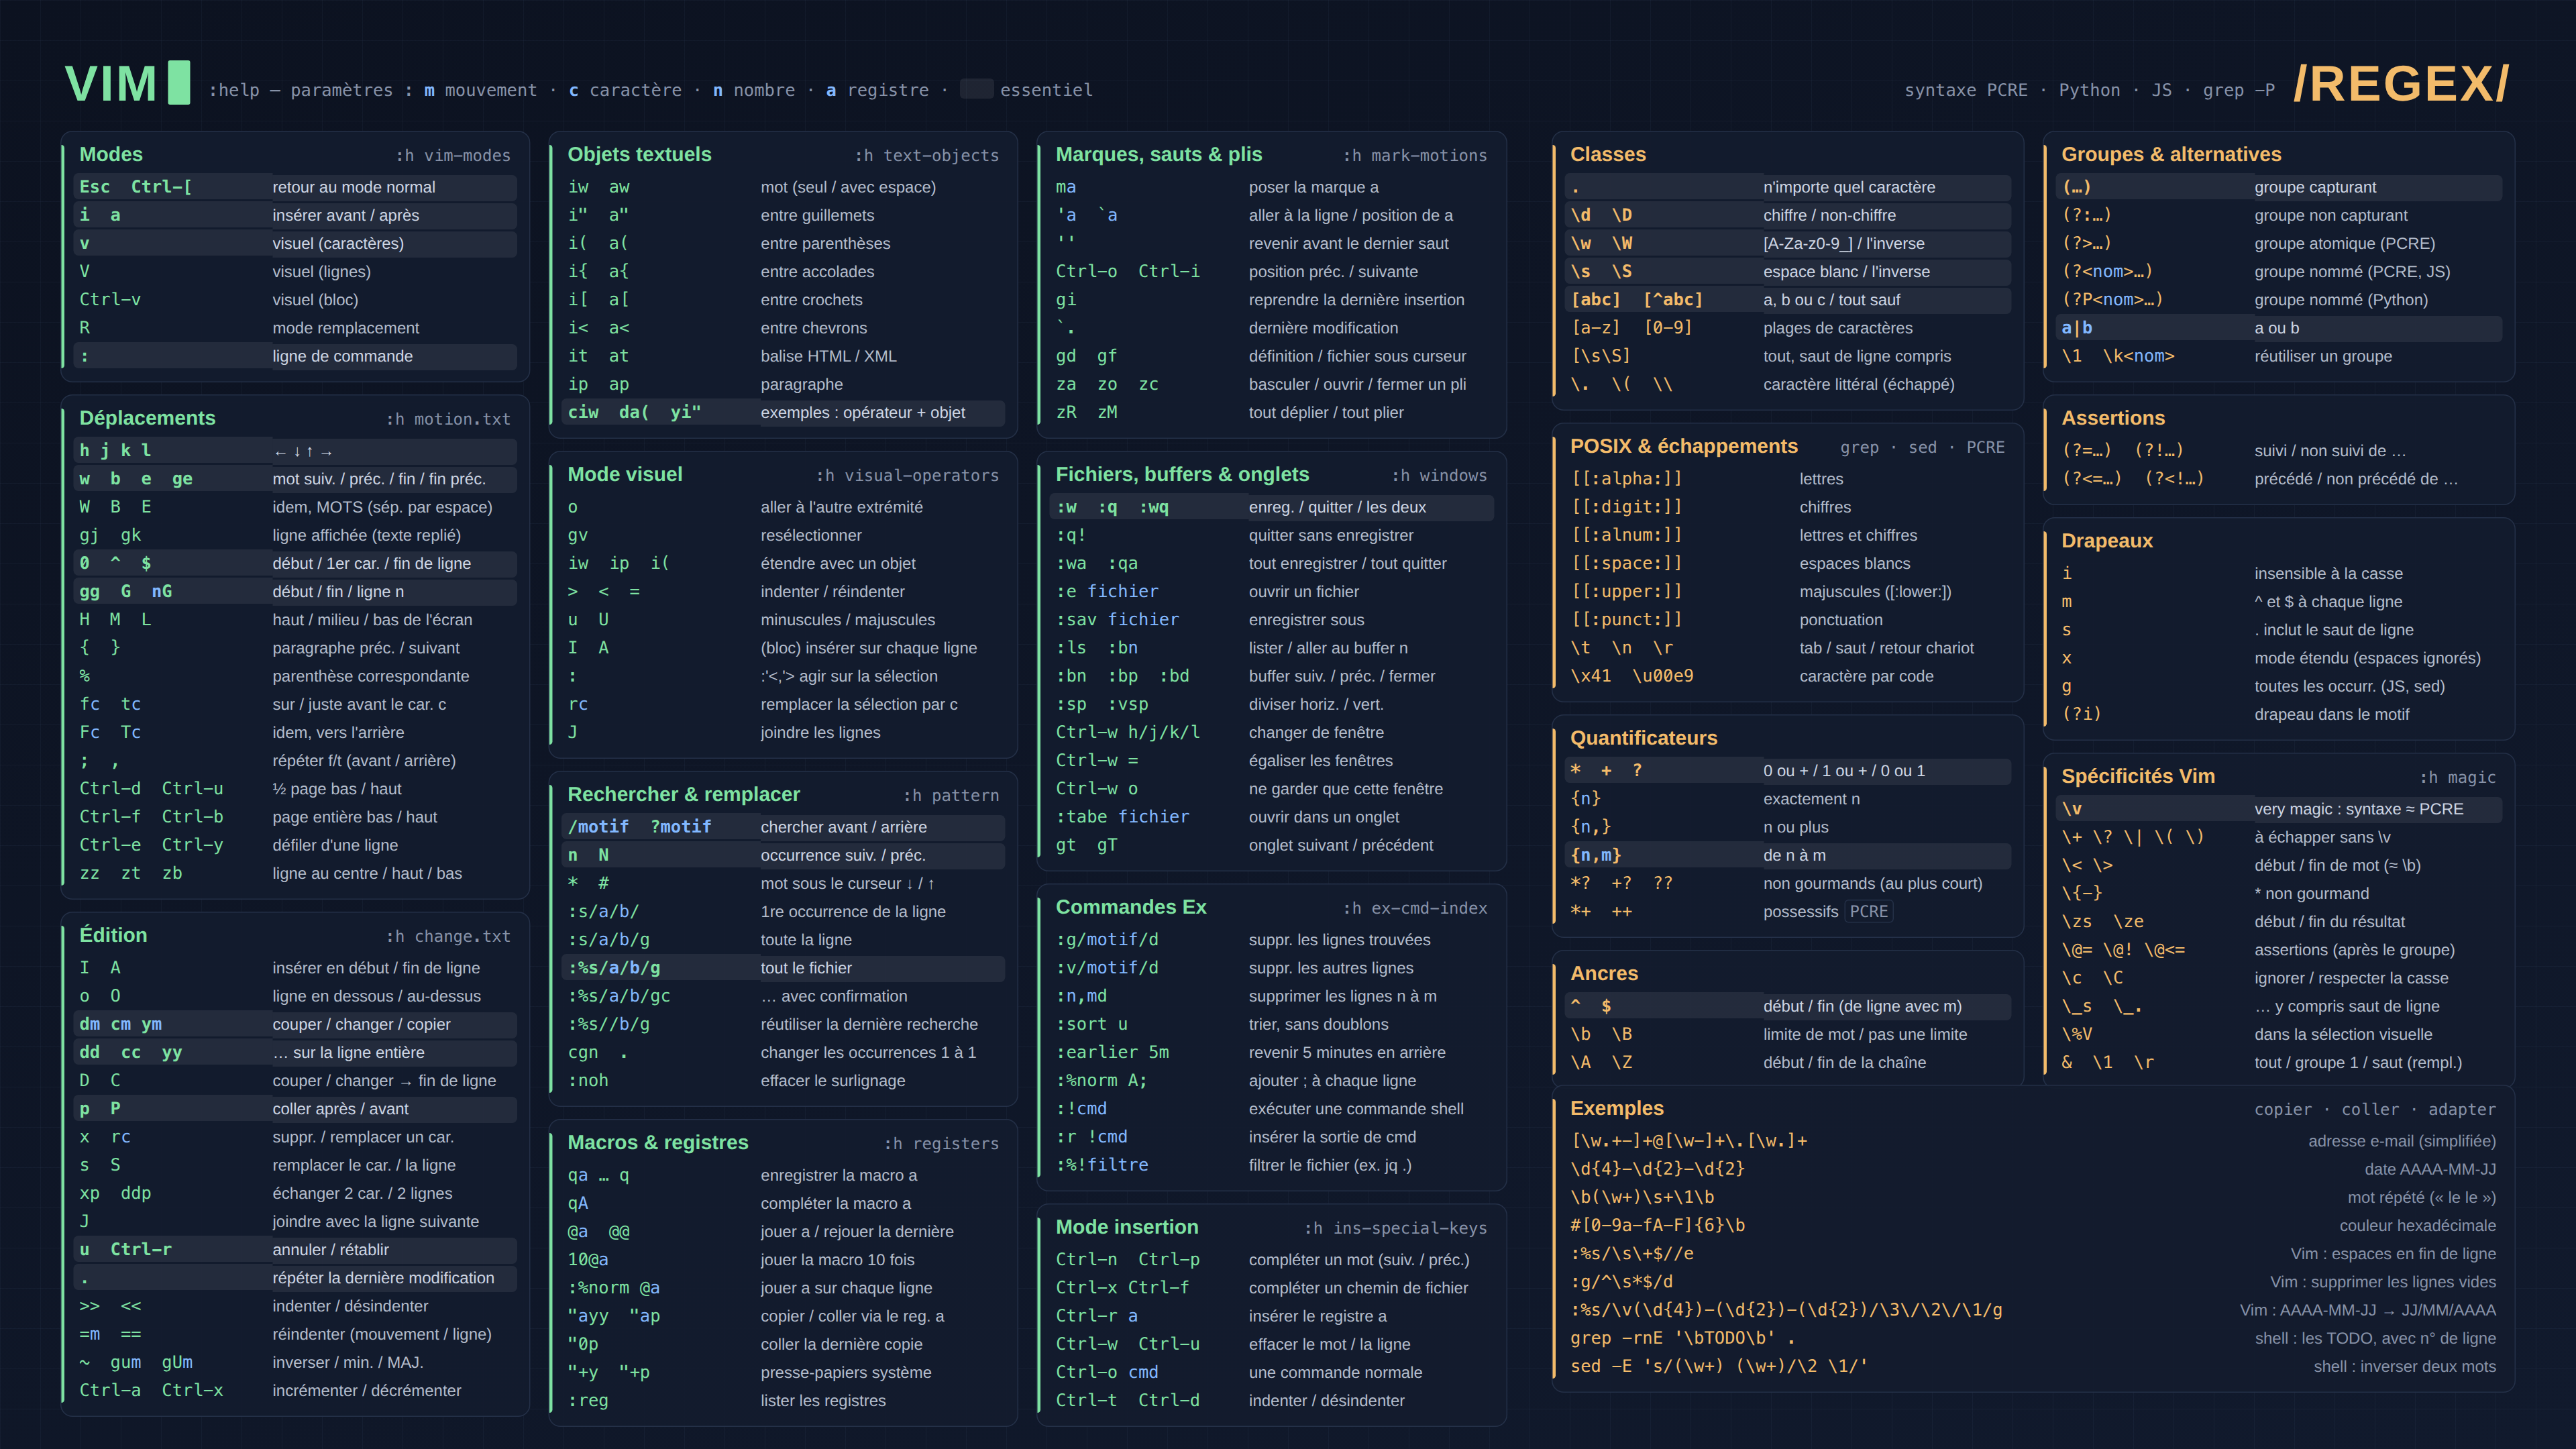 VIM
:help — paramètres : m mouvement · c caractère · n nombre · a registre · essentiel
syntaxe PCRE · Python · JS · grep −P /REGEX/
Modes :h vim−modes
Esc Ctrl−[ retour au mode normal
i a insérer avant / après
v visuel (caractères)
V visuel (lignes)
Ctrl−v visuel (bloc)
R mode remplacement
: ligne de commande
Déplacements :h motion.txt
h j k l ← ↓ ↑ →
w b e ge mot suiv. / préc. / fin / fin préc.
W B E idem, MOTS (sép. par espace)
gj gk ligne affichée (texte replié)
0 ^ $ début / 1er car. / fin de ligne
gg G nG début / fin / ligne n
H M L haut / milieu / bas de l'écran
{ } paragraphe préc. / suivant
% parenthèse correspondante
fc tc sur / juste avant le car. c
Fc Tc idem, vers l'arrière
; , répéter f/t (avant / arrière)
Ctrl−d Ctrl−u ½ page bas / haut
Ctrl−f Ctrl−b page entière bas / haut
Ctrl−e Ctrl−y défiler d'une ligne
zz zt zb ligne au centre / haut / bas
Édition :h change.txt
I A insérer en début / fin de ligne
o O ligne en dessous / au-dessus
dm cm ym couper / changer / copier
dd cc yy … sur la ligne entière
D C couper / changer → fin de ligne
p P coller après / avant
x rc suppr. / remplacer un car.
s S remplacer le car. / la ligne
xp ddp échanger 2 car. / 2 lignes
J joindre avec la ligne suivante
u Ctrl−r annuler / rétablir
. répéter la dernière modification
>> << indenter / désindenter
=m == réindenter (mouvement / ligne)
~ gum gUm inverser / min. / MAJ.
Ctrl−a Ctrl−x incrémenter / décrémenter
Objets textuels :h text−objects
iw aw mot (seul / avec espace)
i" a" entre guillemets
i( a( entre parenthèses
i{ a{ entre accolades
i[ a[ entre crochets
i< a< entre chevrons
it at balise HTML / XML
ip ap paragraphe
ciw da( yi" exemples : opérateur + objet
Mode visuel :h visual−operators
o aller à l'autre extrémité
gv resélectionner
iw ip i( étendre avec un objet
> < = indenter / réindenter
u U minuscules / majuscules
I A (bloc) insérer sur chaque ligne
: :'<,'> agir sur la sélection
rc remplacer la sélection par c
J joindre les lignes
Rechercher & remplacer :h pattern
/motif ?motif chercher avant / arrière
n N occurrence suiv. / préc.
* # mot sous le curseur ↓ / ↑
:s/a/b/ 1re occurrence de la ligne
:s/a/b/g toute la ligne
:%s/a/b/g tout le fichier
:%s/a/b/gc … avec confirmation
:%s//b/g réutiliser la dernière recherche
cgn . changer les occurrences 1 à 1
:noh effacer le surlignage
Macros & registres :h registers
qa … q enregistrer la macro a
qA compléter la macro a
@a @@ jouer a / rejouer la dernière
10@a jouer la macro 10 fois
:%norm @a jouer a sur chaque ligne
"ayy "ap copier / coller via le reg. a
"0p coller la dernière copie
"+y "+p presse-papiers système
:reg lister les registres
Marques, sauts & plis :h mark−motions
ma poser la marque a
'a `a aller à la ligne / position de a
'' revenir avant le dernier saut
Ctrl−o Ctrl−i position préc. / suivante
gi reprendre la dernière insertion
`. dernière modification
gd gf définition / fichier sous curseur
za zo zc basculer / ouvrir / fermer un pli
zR zM tout déplier / tout plier
Fichiers, buffers & onglets :h windows
:w :q :wq enreg. / quitter / les deux
:q! quitter sans enregistrer
:wa :qa tout enregistrer / tout quitter
:e fichier ouvrir un fichier
:sav fichier enregistrer sous
:ls :bn lister / aller au buffer n
:bn :bp :bd buffer suiv. / préc. / fermer
:sp :vsp diviser horiz. / vert.
Ctrl−w h/j/k/l changer de fenêtre
Ctrl−w = égaliser les fenêtres
Ctrl−w o ne garder que cette fenêtre
:tabe fichier ouvrir dans un onglet
gt gT onglet suivant / précédent
Commandes Ex :h ex−cmd−index
:g/motif/d suppr. les lignes trouvées
:v/motif/d suppr. les autres lignes
:n,md supprimer les lignes n à m
:sort u trier, sans doublons
:earlier 5m revenir 5 minutes en arrière
:%norm A; ajouter ; à chaque ligne
:!cmd exécuter une commande shell
:r !cmd insérer la sortie de cmd
:%!filtre filtrer le fichier (ex. jq .)
Mode insertion :h ins−special−keys
Ctrl−n Ctrl−p compléter un mot (suiv. / préc.)
Ctrl−x Ctrl−f compléter un chemin de fichier
Ctrl−r a insérer le registre a
Ctrl−w Ctrl−u effacer le mot / la ligne
Ctrl−o cmd une commande normale
Ctrl−t Ctrl−d indenter / désindenter
Classes
. n'importe quel caractère
\d \D chiffre / non-chiffre
\w \W [A-Za-z0-9_] / l'inverse
\s \S espace blanc / l'inverse
[abc] [^abc] a, b ou c / tout sauf
[a−z] [0−9] plages de caractères
[\s\S] tout, saut de ligne compris
\. \( \\ caractère littéral (échappé)
POSIX & échappements grep · sed · PCRE
[[:alpha:]] lettres
[[:digit:]] chiffres
[[:alnum:]] lettres et chiffres
[[:space:]] espaces blancs
[[:upper:]] majuscules ([:lower:])
[[:punct:]] ponctuation
\t \n \r tab / saut / retour chariot
\x41 \u00e9 caractère par code
Quantificateurs
* + ? 0 ou + / 1 ou + / 0 ou 1
{n} exactement n
{n,} n ou plus
{n,m} de n à m
*? +? ?? non gourmands (au plus court)
*+ ++ possessifs PCRE
Ancres
^ $ début / fin (de ligne avec m)
\b \B limite de mot / pas une limite
\A \Z début / fin de la chaîne
Groupes & alternatives
(…) groupe capturant
(?:…) groupe non capturant
(?>…) groupe atomique (PCRE)
(?<nom>…) groupe nommé (PCRE, JS)
(?P<nom>…) groupe nommé (Python)
a|b a ou b
\1 \k<nom> réutiliser un groupe
Assertions
(?=…) (?!…) suivi / non suivi de …
(?<=…) (?<!…) précédé / non précédé de …
Drapeaux
i insensible à la casse
m ^ et $ à chaque ligne
s . inclut le saut de ligne
x mode étendu (espaces ignorés)
g toutes les occurr. (JS, sed)
(?i) drapeau dans le motif
Spécificités Vim :h magic
\v very magic : syntaxe ≈ PCRE
\+ \? \| \( \) à échapper sans \v
\< \> début / fin de mot (≈ \b)
\{−} * non gourmand
\zs \ze début / fin du résultat
\@= \@! \@<= assertions (après le groupe)
\c \C ignorer / respecter la casse
\_s \_. … y compris saut de ligne
\%V dans la sélection visuelle
& \1 \r tout / groupe 1 / saut (rempl.)
Exemples copier · coller · adapter
[\w.+−]+@[\w−]+\.[\w.]+ adresse e-mail (simplifiée)
\d{4}−\d{2}−\d{2} date AAAA-MM-JJ
\b(\w+)\s+\1\b mot répété (« le le »)
#[0−9a−fA−F]{6}\b couleur hexadécimale
:%s/\s\+$//e Vim : espaces en fin de ligne
:g/^\s*$/d Vim : supprimer les lignes vides
:%s/\v(\d{4})−(\d{2})−(\d{2})/\3\/\2\/\1/g Vim : AAAA-MM-JJ → JJ/MM/AAAA
grep −rnE '\bTODO\b' . shell : les TODO, avec n° de ligne
sed −E 's/(\w+) (\w+)/\2 \1/' shell : inverser deux mots